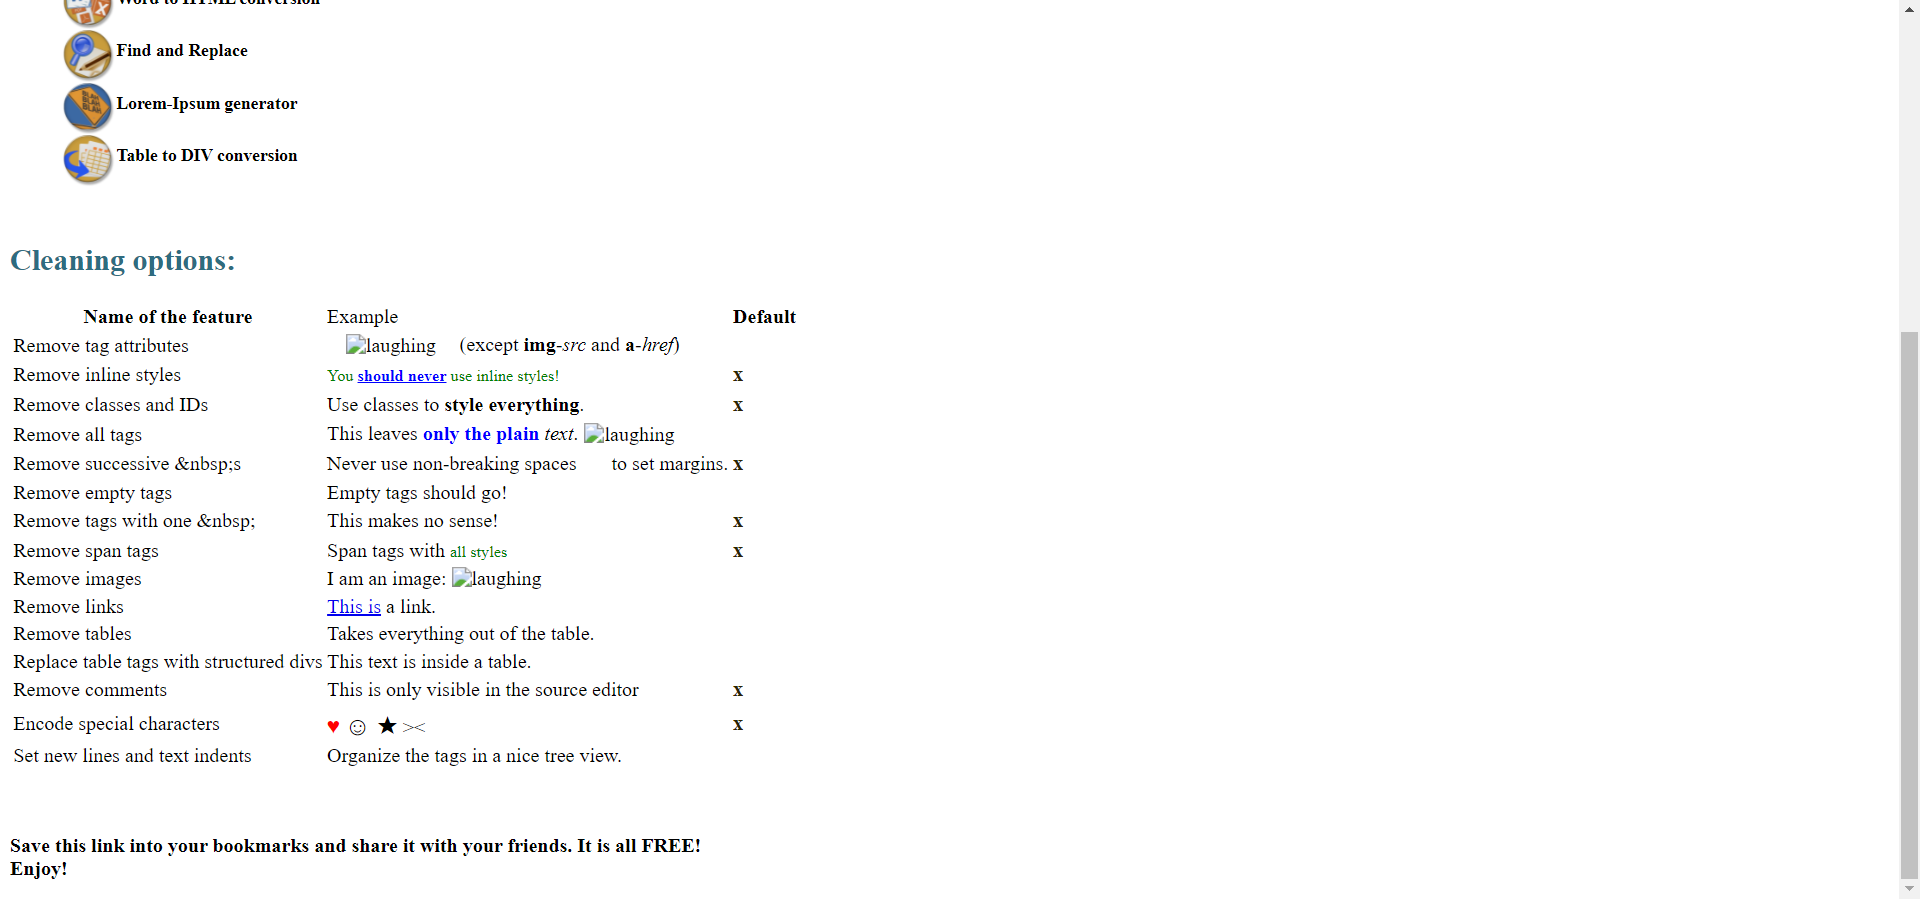 Word to HTML conversion
Find and Replace
Lorem-Ipsum generator
Table to DIV conversion
Cleaning options:
Name of the feature Example Default
Remove tag attributes laughing (except img-src and a-href)
Remove inline styles You should never use inline styles! x
Remove classes and IDs Use classes to style everything. x
Remove all tags This leaves only the plain text. laughing
Remove successive &nbsp;s Never use non-breaking spaces to set margins. x
Remove empty tags Empty tags should go!
Remove tags with one &nbsp; This makes no sense! x
Remove span tags Span tags with all styles x
Remove images I am an image: laughing
Remove links This is a link.
Remove tables Takes everything out of the table.
Replace table tags with structured divs This text is inside a table.
Remove comments This is only visible in the source editor x
Encode special characters ♥ ☺ ★ >< x
Set new lines and text indents Organize the tags in a nice tree view.
Save this link into your bookmarks and share it with your friends. It is all FREE!
Enjoy!